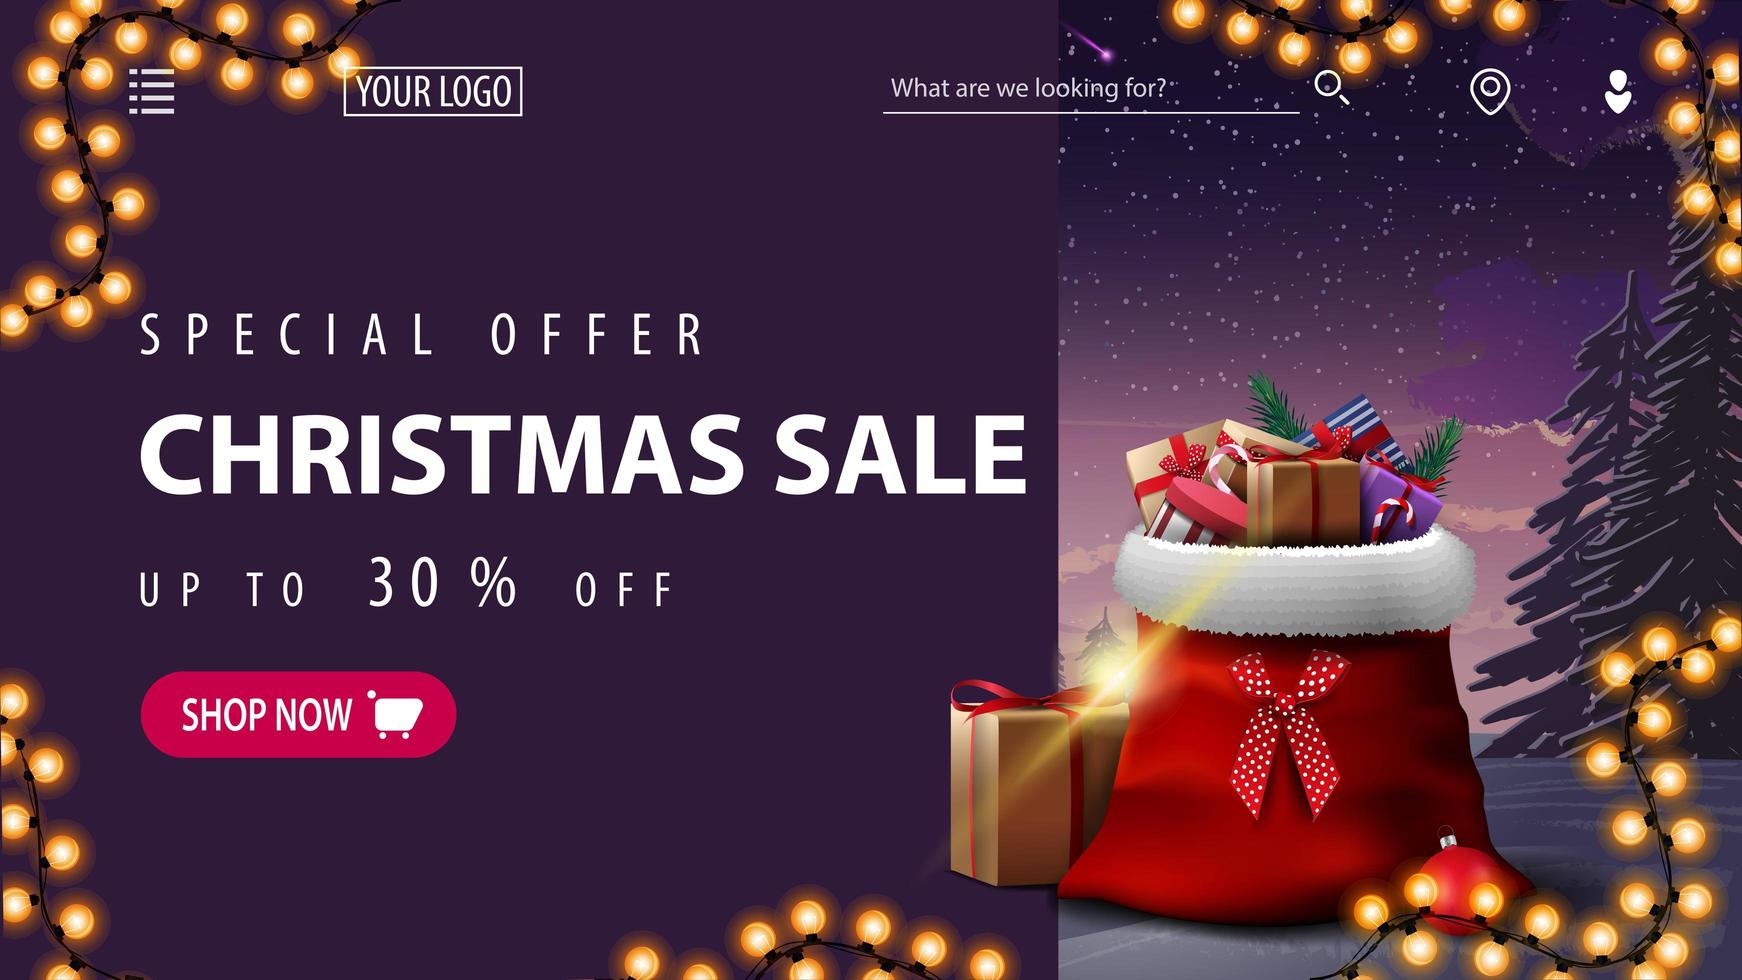 YOUR LOGO
What are we looking for?
SPECIAL OFFER
CHRISTMAS SALE
UP TO 30% OFF
SHOP NOW